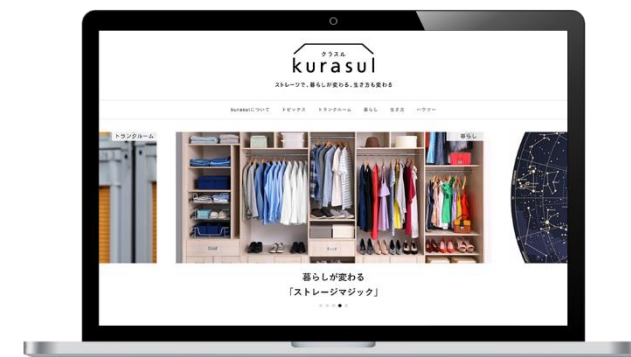 クラスル
kurasul
ストレージで、暮らしが変わる、生き方も変わる
kurasulについて トピックス トランクルーム 暮らし 生き方 ハウツー
トランクルーム
暮らし
暮らしが変わる
「ストレージマジック」